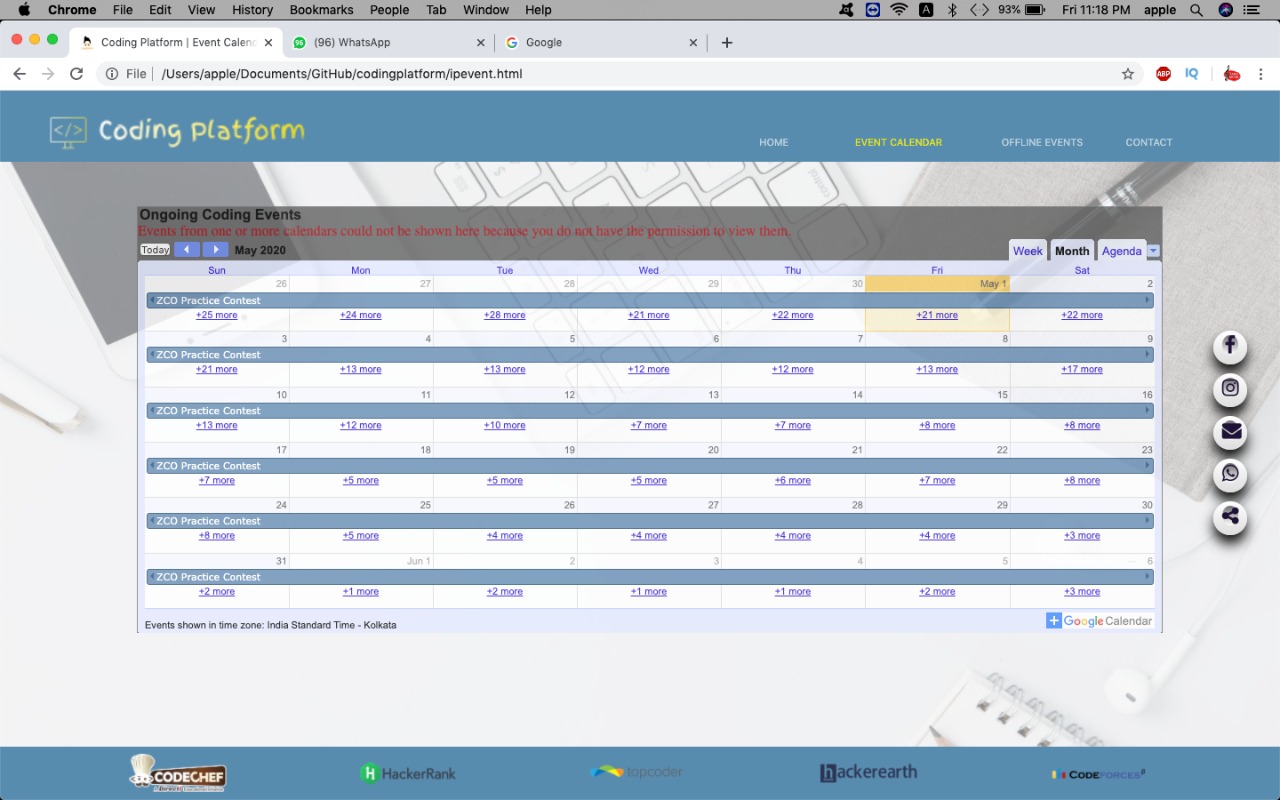 Chrome File Edit View History Bookmarks People Tab Window Help A 93% Fri 11:18 PM apple
Coding Platform | Event Calend 96 (96) WhatsApp Google
File /Users/apple/Documents/GitHub/codingplatform/ipevent.html ABP IQ
</> Coding Platform
HOME EVENT CALENDAR OFFLINE EVENTS CONTACT
control
Ongoing Coding Events
Events from one or more calendars could not be shown here because you do not have the permission to view them.
Today May 2020 Week Month Agenda
Sun Mon Tue Wed Thu Fri Sat
26 27 28 29 30 May 1 2
ZCO Practice Contest
+25 more +24 more +28 more +21 more +22 more +21 more +22 more
3 4 5 6 7 8 9
ZCO Practice Contest
+21 more +13 more +13 more +12 more +12 more +13 more +17 more
10 11 12 13 14 15 16
ZCO Practice Contest
+13 more +12 more +10 more +7 more +7 more +8 more +8 more
17 18 19 20 21 22 23
ZCO Practice Contest
+7 more +5 more +5 more +5 more +6 more +7 more +8 more
24 25 26 27 28 29 30
ZCO Practice Contest
+8 more +5 more +4 more +4 more +4 more +4 more +3 more
31 Jun 1 2 3 4 5 6
ZCO Practice Contest
+2 more +1 more +2 more +1 more +1 more +2 more +3 more
Events shown in time zone: India Standard Time - Kolkata Google Calendar
CODECHEF H HackerRank topcoder hackerearth CODEFORCES β